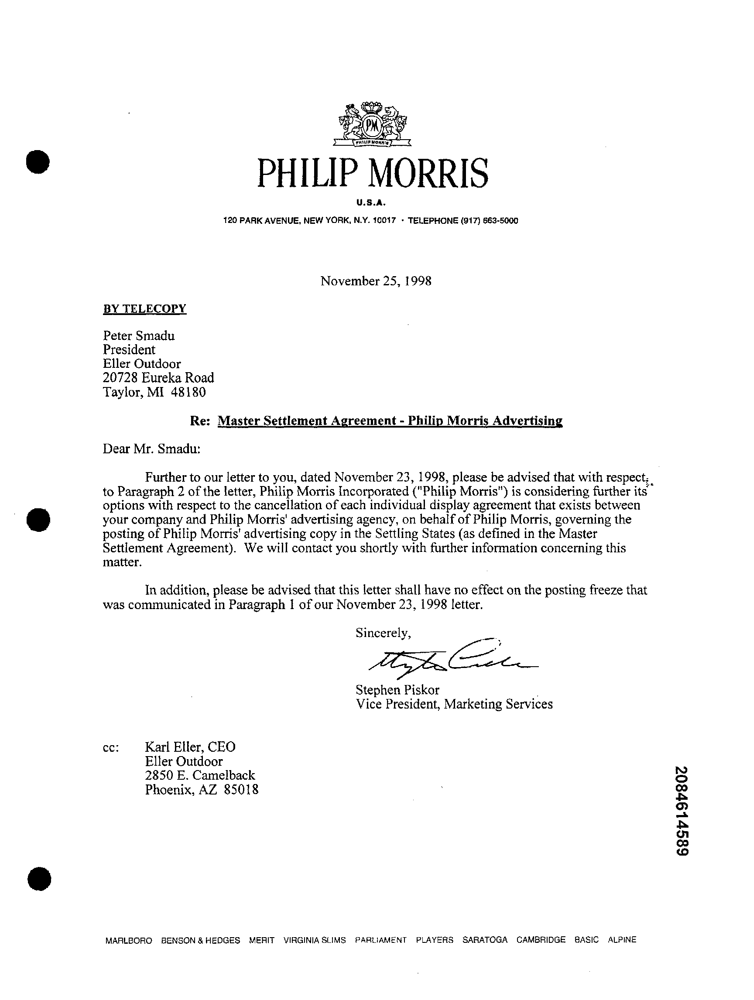 PM
PHILIP MORRIS
PHILIP MORRIS
U.S.A.
120 PARK AVENUE, NEW YORK, N.Y. 10017 · TELEPHONE (917) 663-5000
November 25, 1998
BY TELECOPY
Peter Smadu
President
Eller Outdoor
20728 Eureka Road
Taylor, MI 48180
Re: Master Settlement Agreement - Philip Morris Advertising
Dear Mr. Smadu:
Further to our letter to you, dated November 23, 1998, please be advised that with respect
to Paragraph 2 of the letter, Philip Morris Incorporated ("Philip Morris") is considering further its
options with respect to the cancellation of each individual display agreement that exists between
your company and Philip Morris' advertising agency, on behalf of Philip Morris, governing the
posting of Philip Morris' advertising copy in the Settling States (as defined in the Master
Settlement Agreement). We will contact you shortly with further information concerning this
matter.
In addition, please be advised that this letter shall have no effect on the posting freeze that
was communicated in Paragraph 1 of our November 23, 1998 letter.
Sincerely,
Stephen Piskor
Vice President, Marketing Services
cc: Karl Eller, CEO
Eller Outdoor
2850 E. Camelback
Phoenix, AZ 85018
2084614589
MARLBORO BENSON & HEDGES MERIT VIRGINIA SLIMS PARLIAMENT PLAYERS SARATOGA CAMBRIDGE BASIC ALPINE